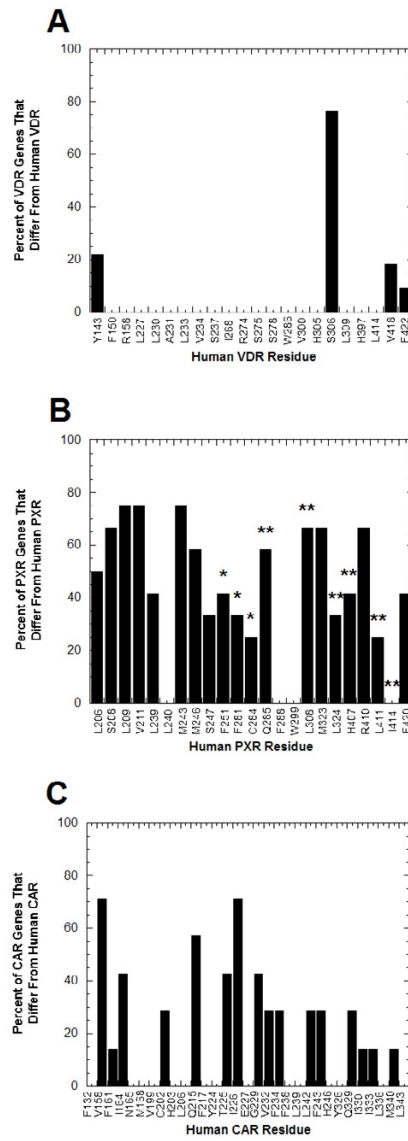 A
Percent of VDR Genes That
Differ From Human VDR
100
80
60
40
20
0
Y143 F150 R158 L227 L230 A231 L233 V234 S237 I268 R274 S275 S278 W286 V300 H305 S306 L309 H397 L414 V418 F422
Human VDR Residue
B
Percent of PXR Genes That
Differ From Human PXR
100
80
60
40
20
0
* * * ** ** ** ** ** **
L206 S208 L209 V211 L239 L240 M243 M246 S247 F251 F281 C284 Q285 F288 W299 L308 M323 L324 H407 R410 L411 I414 F420
Human PXR Residue
C
Percent of CAR Genes That
Differ From Human CAR
100
80
60
40
20
0
F132 F161 I164 N165 M168 V199 C202 H203 L206 Q215 F217 Y224 T225 I226 E227 G229 V232 F234 F238 L239 L242 F243 H246 Y326 Q329 I330 I333 L336 M340 L343
Human CAR Residue